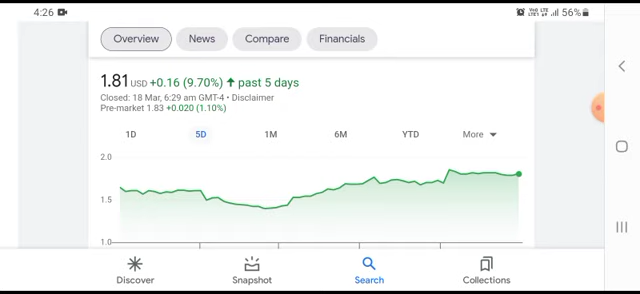 4:26 56%
Overview News Compare Financials
1.81 USD +0.16 (9.70%) ↑ past 5 days
Closed: 18 Mar, 6:29 am GMT-4 • Disclaimer
Pre-market 1.83 +0.020 (1.10%)
1D 5D 1M 6M YTD More
2.0
1.5
1.0
Discover Snapshot Search Collections